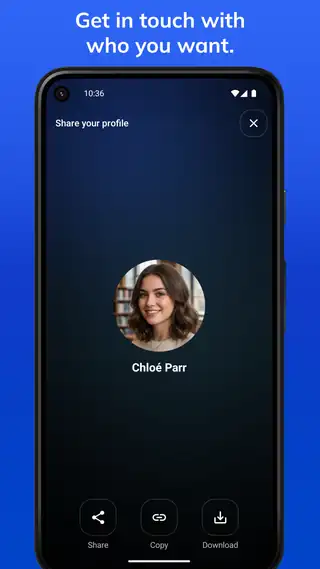 Get in touch with
who you want.
10:36
Share your profile
Chloé Parr
Share
Copy
Download